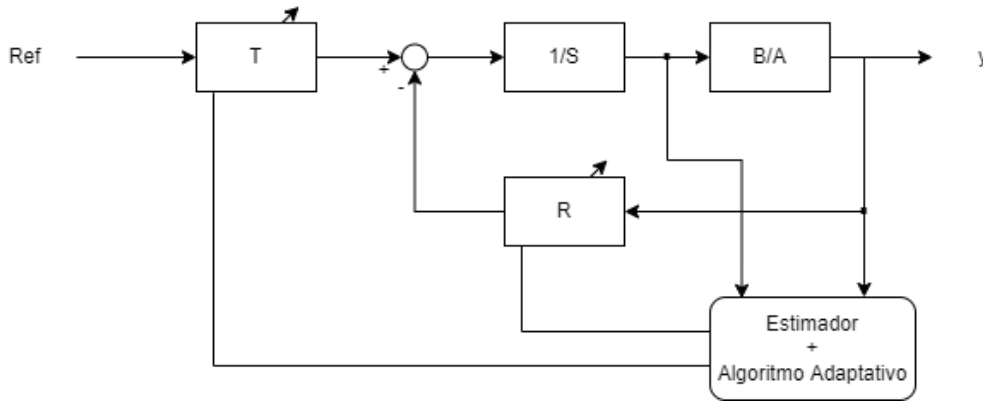 Ref
T
+
-
1/S
B/A
y
R
Estimador
+
Algoritmo Adaptativo